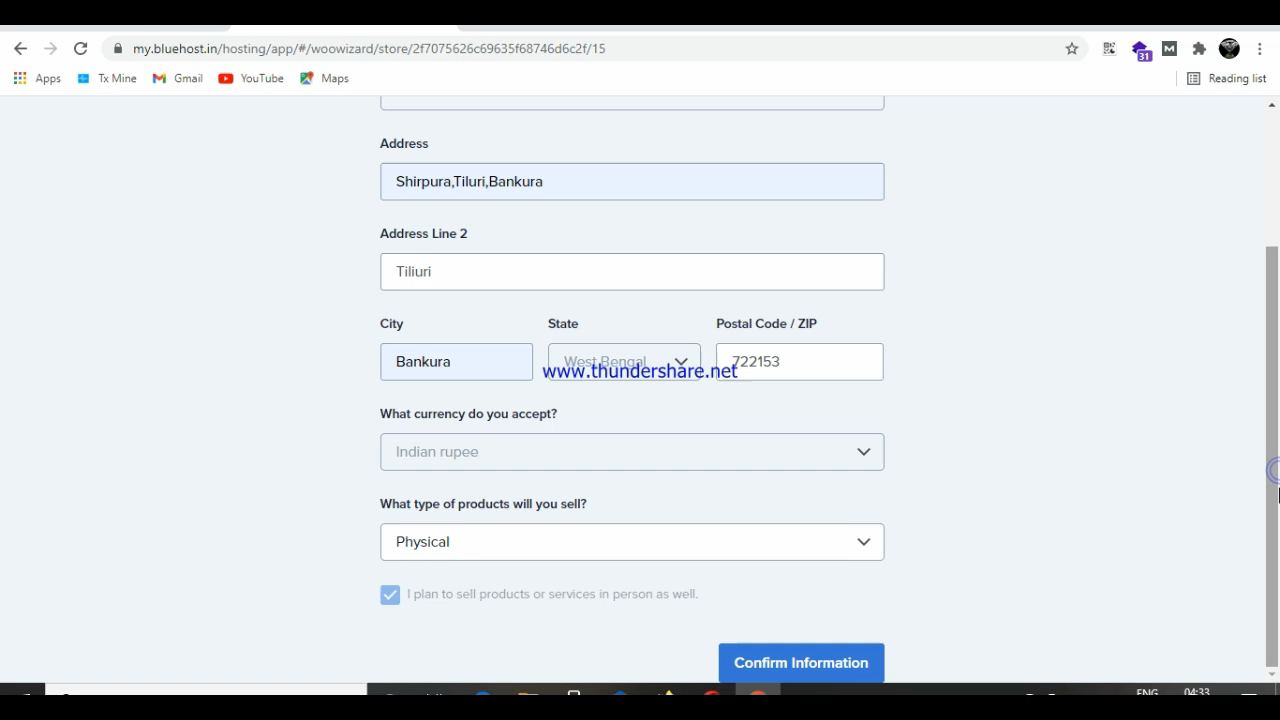 my.bluehost.in/hosting/app/#/woowizard/store/2f7075626c69635f68746d6c2f/15
31
M
Apps
Tx Mine
Gmail
YouTube
Maps
Reading list
Address
Shirpura,Tiluri,Bankura
Address Line 2
Tiliuri
City
State
Postal Code / ZIP
Bankura
West Bengal
722153
www.thundershare.net
What currency do you accept?
Indian rupee
What type of products will you sell?
Physical
I plan to sell products or services in person as well.
Confirm Information
ENG
04:33